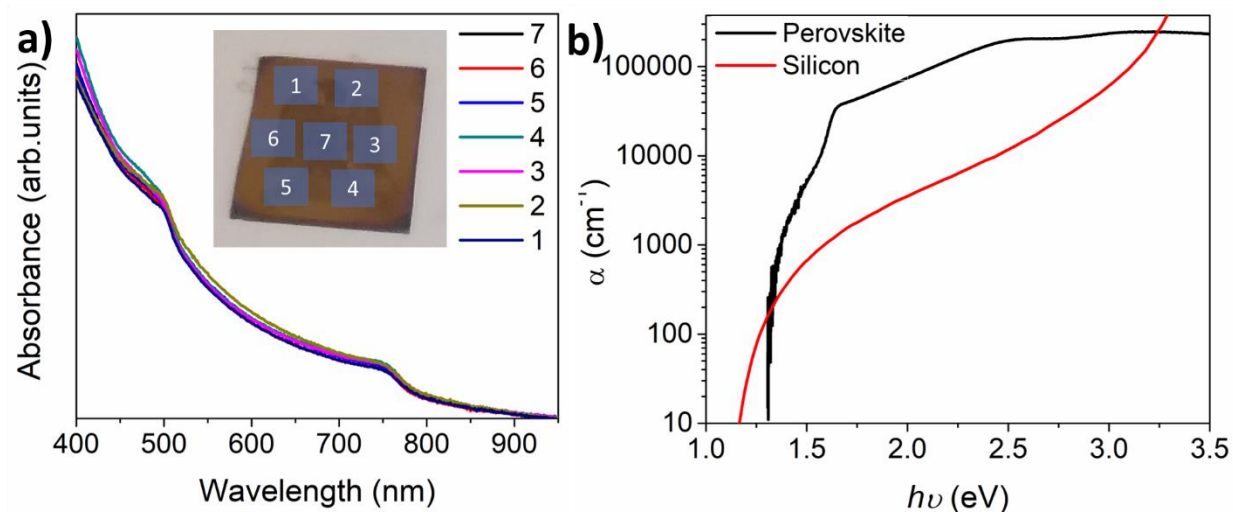 a)
Absorbance (arb.units)
Wavelength (nm)
400 500 600 700 800 900
1 2
6 7 3
5 4
7
6
5
4
3
2
1
b)
Perovskite
Silicon
α (cm⁻¹)
100000
10000
1000
100
10
1.0 1.5 2.0 2.5 3.0 3.5
hυ (eV)